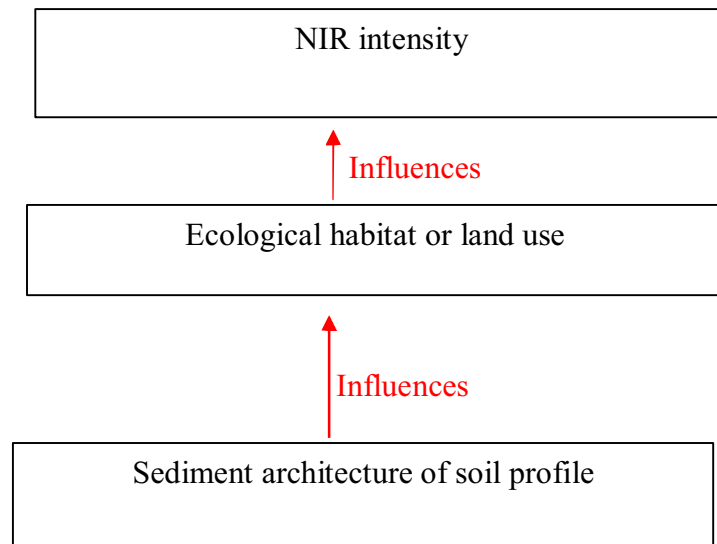 NIR intensity
Influences
Ecological habitat or land use
Influences
Sediment architecture of soil profile